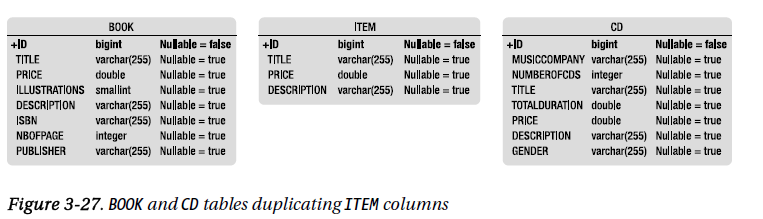 BOOK
+ID bigint Nullable = false
TITLE varchar(255) Nullable = true
PRICE double Nullable = true
ILLUSTRATIONS smallint Nullable = true
DESCRIPTION varchar(255) Nullable = true
ISBN varchar(255) Nullable = true
NBOFPAGE integer Nullable = true
PUBLISHER varchar(255) Nullable = true
ITEM
+ID bigint Nullable = false
TITLE varchar(255) Nullable = true
PRICE double Nullable = true
DESCRIPTION varchar(255) Nullable = true
CD
+ID bigint Nullable = false
MUSICCOMPANY varchar(255) Nullable = true
NUMBEROFCDS integer Nullable = true
TITLE varchar(255) Nullable = true
TOTALDURATION double Nullable = true
PRICE double Nullable = true
DESCRIPTION varchar(255) Nullable = true
GENDER varchar(255) Nullable = true
Figure 3-27. BOOK and CD tables duplicating ITEM columns